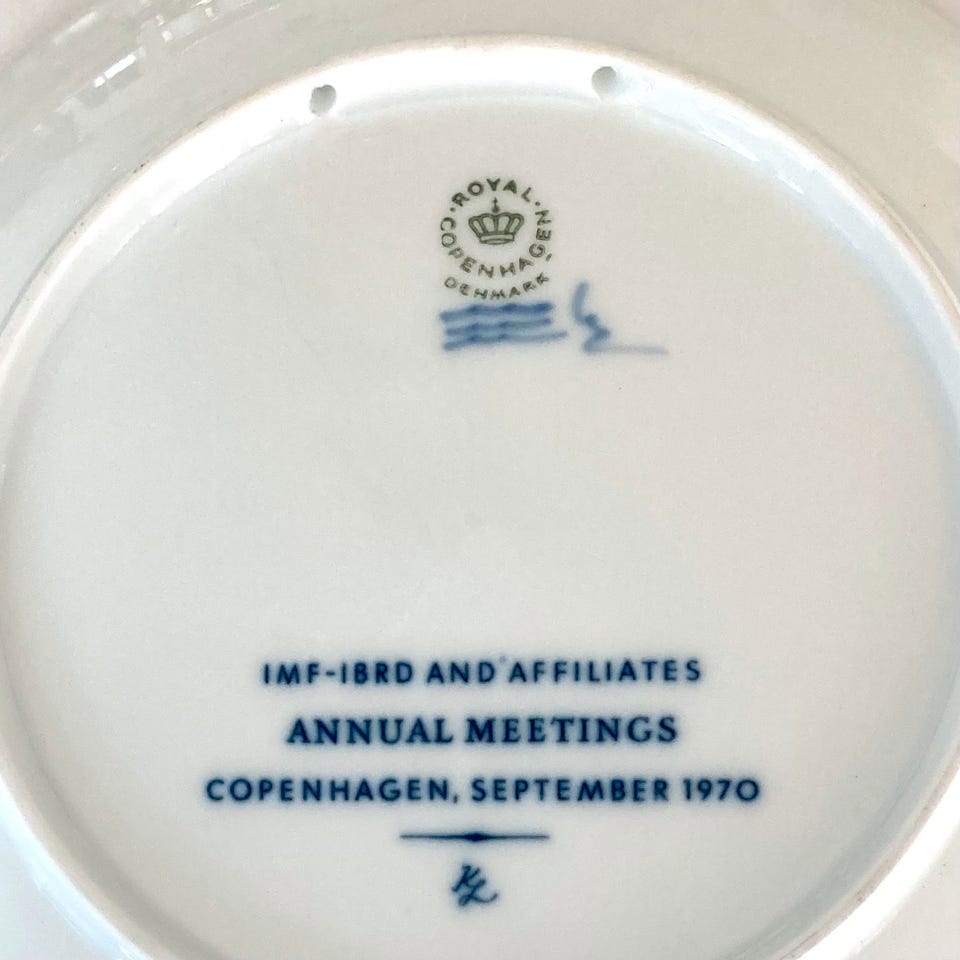 ROYAL
COPENHAGEN
DENMARK
IMF-IBRD AND AFFILIATES
ANNUAL MEETINGS
COPENHAGEN, SEPTEMBER 1970